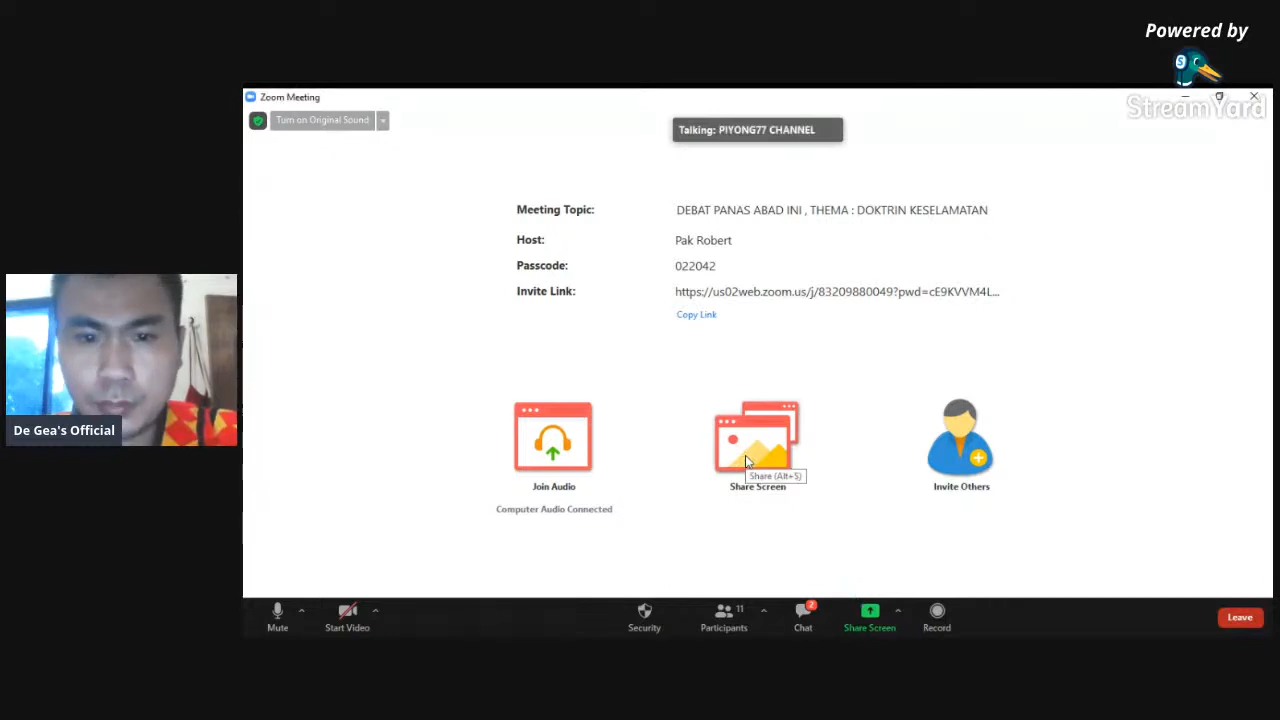 Powered by
S
StreamYard
Zoom Meeting
Turn on Original Sound
Talking: PIYONG77 CHANNEL
Meeting Topic: DEBAT PANAS ABAD INI , THEMA : DOKTRIN KESELAMATAN
Host: Pak Robert
Passcode: 022042
Invite Link: https://us02web.zoom.us/j/83209880049?pwd=cE9KVVM4L...
Copy Link
De Gea's Official
Share (Alt+S)
Join Audio
Share Screen
Invite Others
Computer Audio Connected
11
2
Mute
Start Video
Security
Participants
Chat
Share Screen
Record
Leave